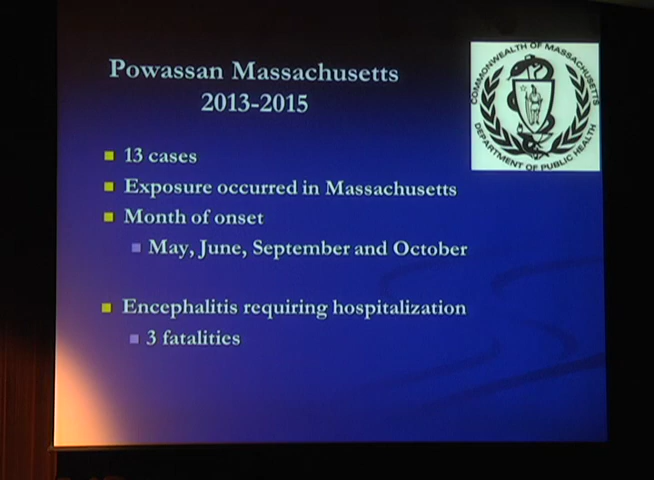 Powassan Massachusetts
2013-2015
13 cases
Exposure occurred in Massachusetts
Month of onset
May, June, September and October
Encephalitis requiring hospitalization
3 fatalities
COMMONWEALTH OF MASSACHUSETTS
DEPARTMENT OF PUBLIC HEALTH